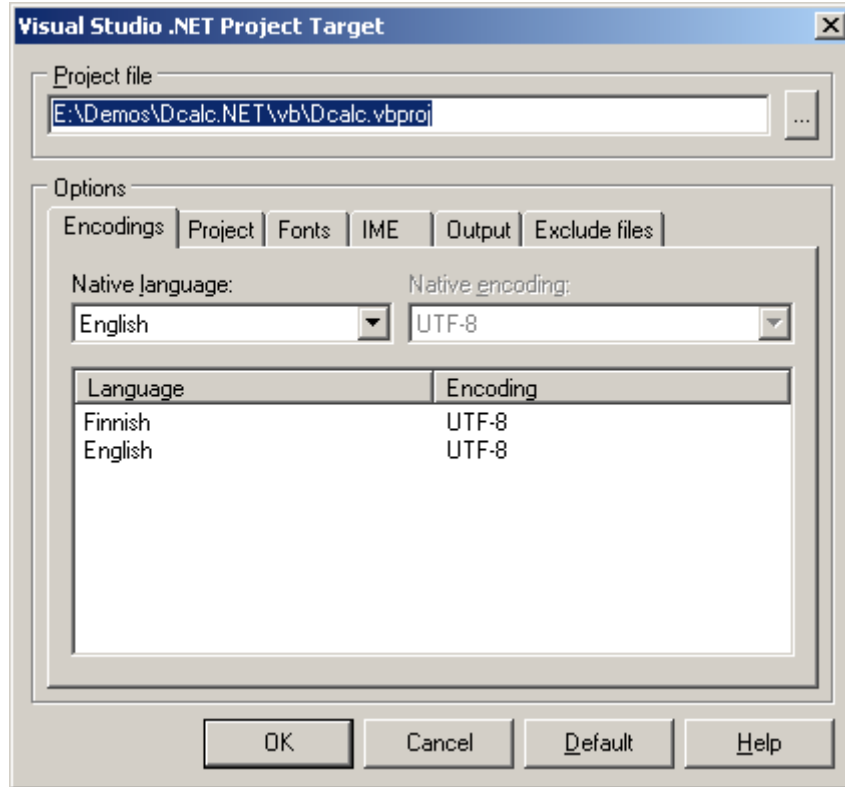 Visual Studio .NET Project Target
Project file
E:\Demos\Dcalc.NET\vb\Dcalc.vbproj
...
Options
Encodings Project Fonts IME Output Exclude files
Native language: Native encoding:
English UTF-8
Language Encoding
Finnish UTF-8
English UTF-8
OK Cancel Default Help